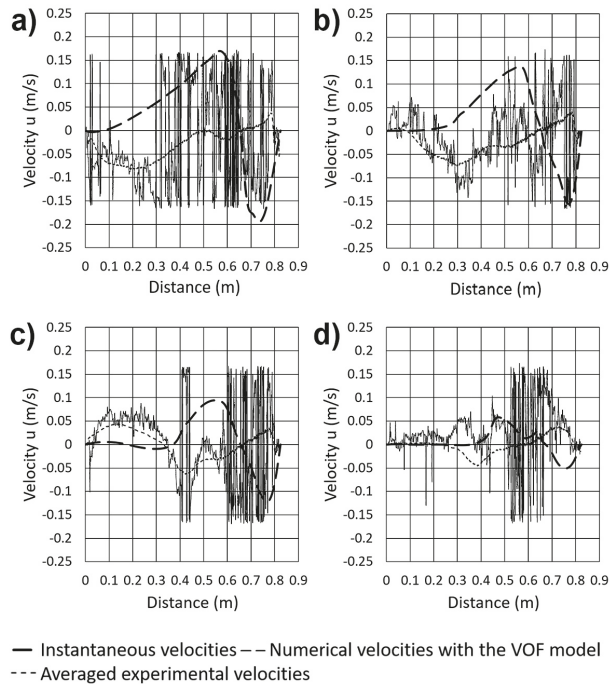 a)
0.25
0.2
0.15
0.1
0.05
0
-0.05
-0.1
-0.15
-0.2
-0.25
Velocity u (m/s)
0 0.1 0.2 0.3 0.4 0.5 0.6 0.7 0.8 0.9
Distance (m)
b)
0.25
0.2
0.15
0.1
0.05
0
-0.05
-0.1
-0.15
-0.2
-0.25
Velocity u (m/s)
0 0.1 0.2 0.3 0.4 0.5 0.6 0.7 0.8 0.9
Distance (m)
c)
0.25
0.2
0.15
0.1
0.05
0
-0.05
-0.1
-0.15
-0.2
-0.25
Velocity u (m/s)
0 0.1 0.2 0.3 0.4 0.5 0.6 0.7 0.8 0.9
Distance (m)
d)
0.25
0.2
0.15
0.1
0.05
0
-0.05
-0.1
-0.15
-0.2
-0.25
Velocity u (m/s)
0 0.1 0.2 0.3 0.4 0.5 0.6 0.7 0.8 0.9
Distance (m)
Instantaneous velocities Numerical velocities with the VOF model
Averaged experimental velocities